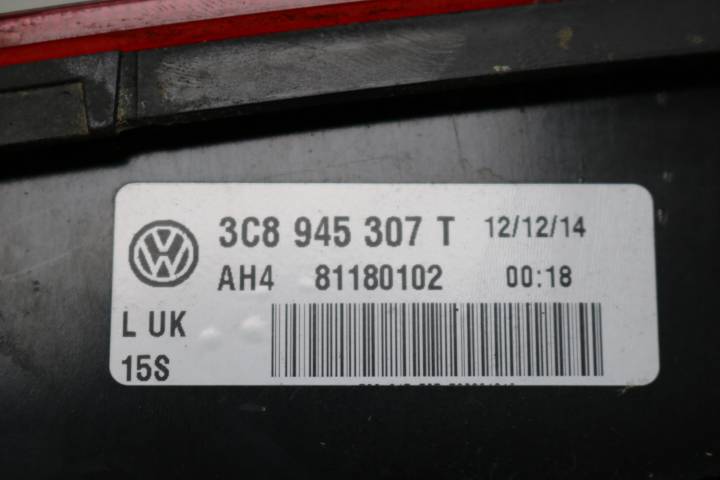 3C8 945 307 T 12/12/14
AH4 81180102 00:18
L UK
15S